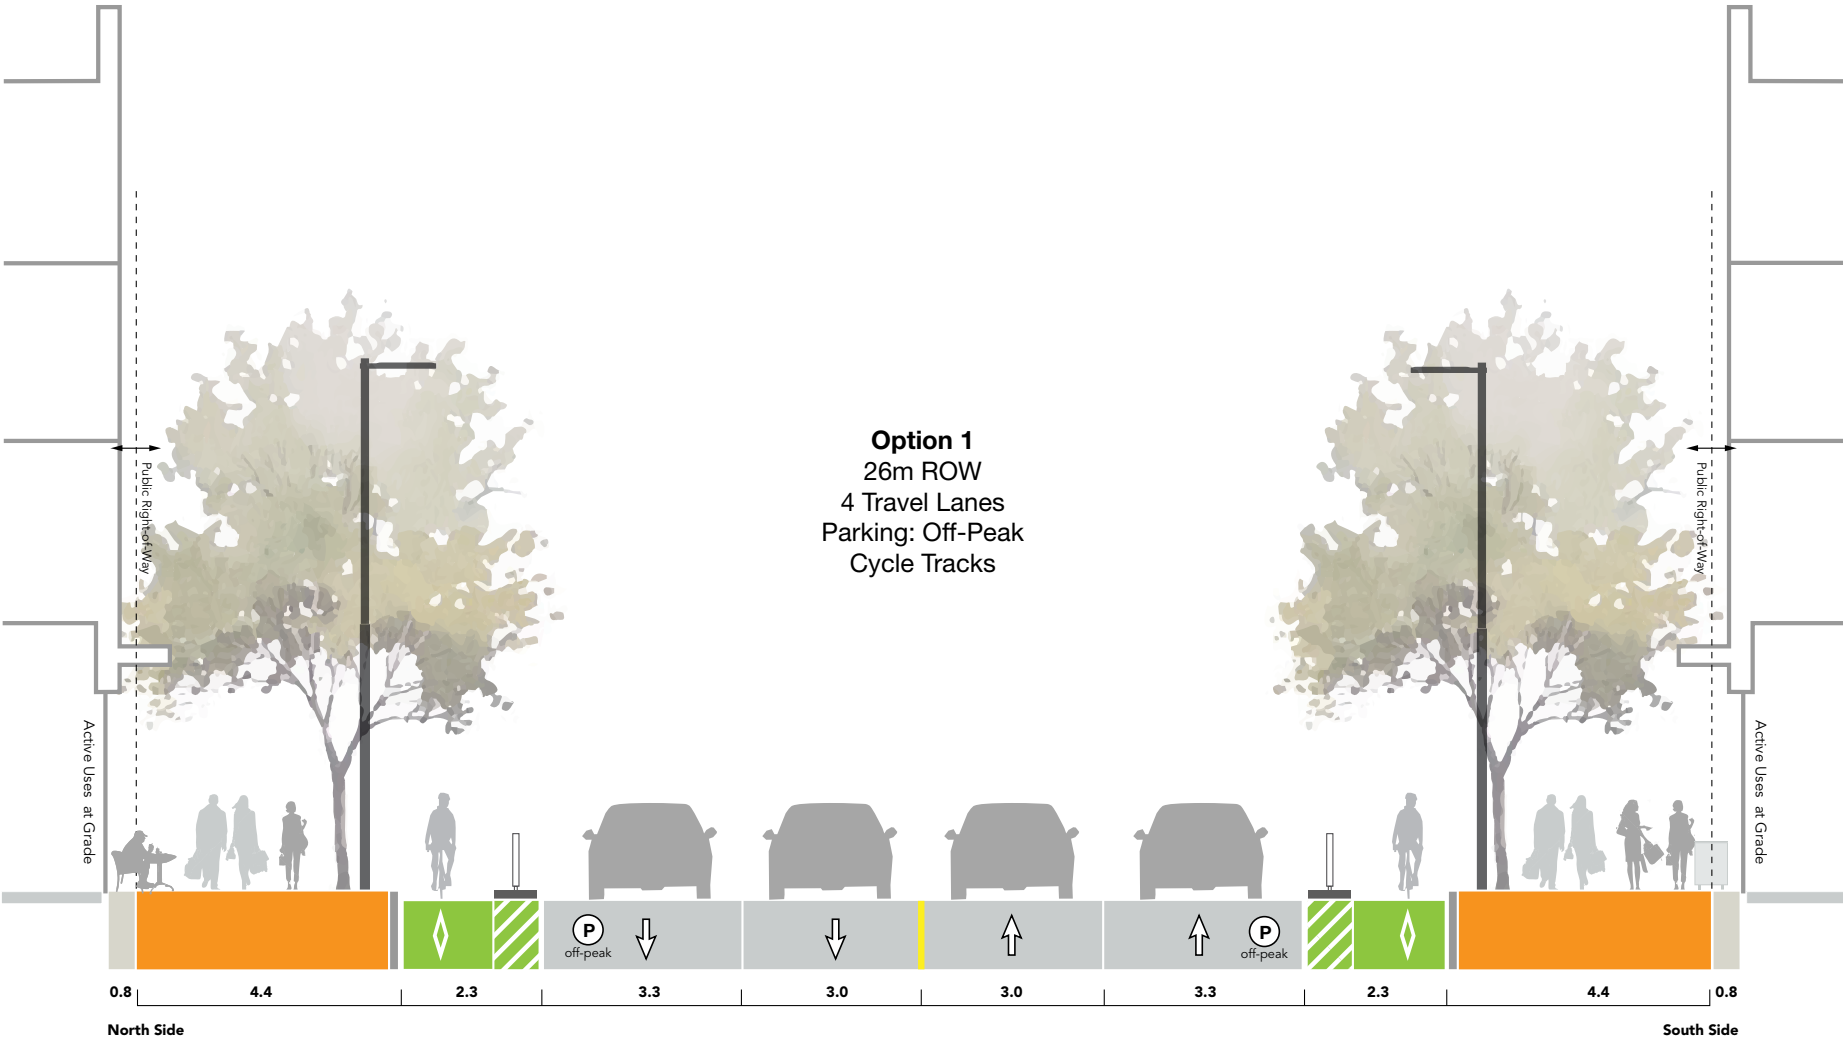 Option 1
26m ROW
4 Travel Lanes
Parking: Off-Peak
Cycle Tracks
Public Right-of-Way
Public Right-of-Way
Active Uses at Grade
Active Uses at Grade
P
off-peak
P
off-peak
0.8 4.4 2.3 3.3 3.0 3.0 3.3 2.3 4.4 0.8
North Side
South Side